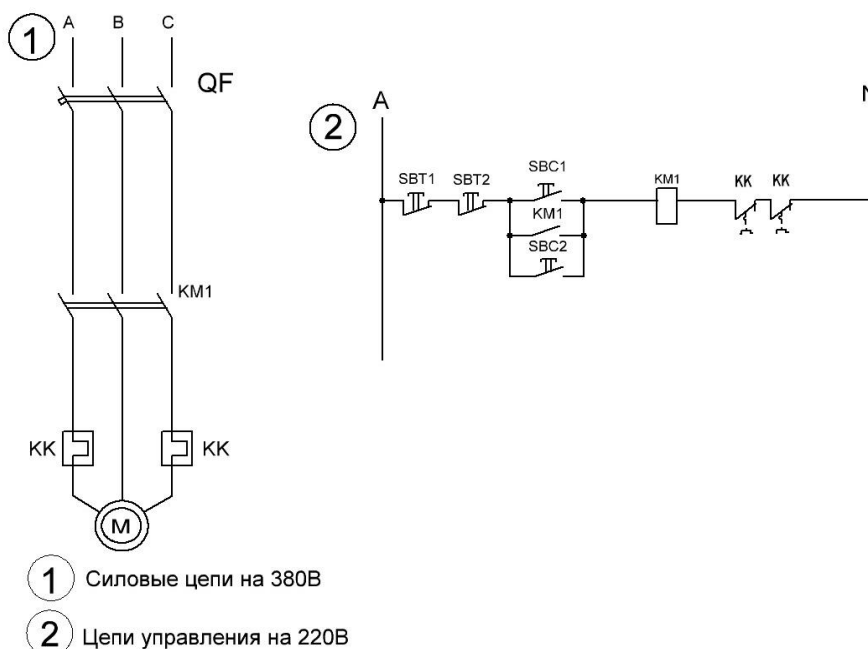 1
A B C
QF
KM1
KK KK
M
2
A
N
SBT1 SBT2 SBC1 KM1 KK KK
KM1
SBC2
1 Силовые цепи на 380В
2 Цепи управления на 220В